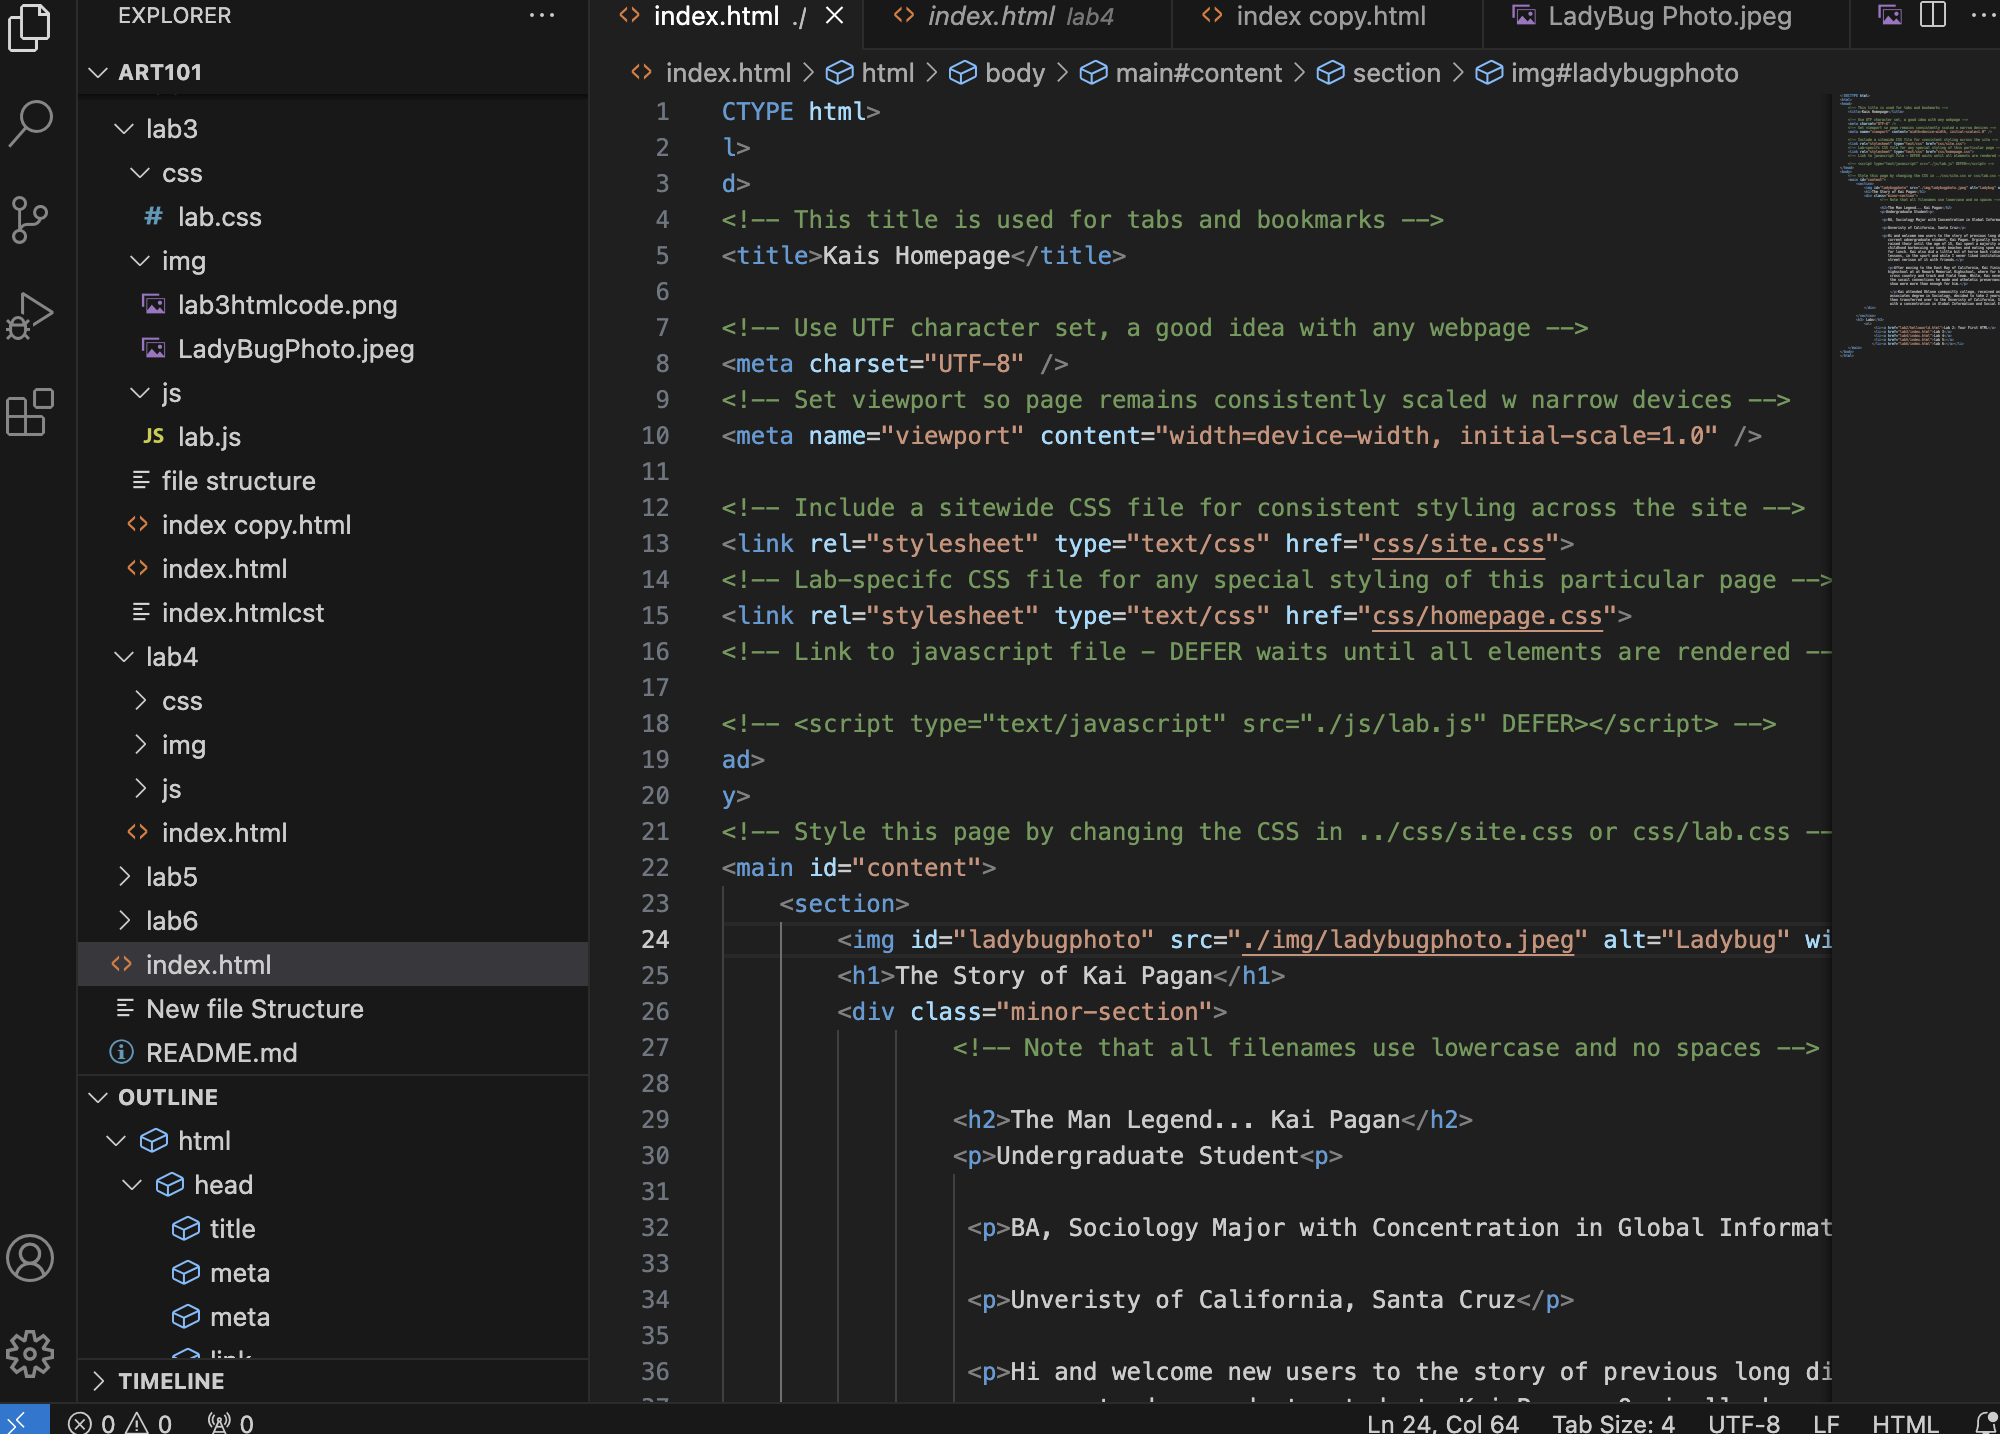 EXPLORER
ART101
lab3
css
# lab.css
img
lab3htmlcode.png
LadyBugPhoto.jpeg
js
JS lab.js
file structure
index copy.html
index.html
index.htmlcst
lab4
css
img
js
index.html
lab5
lab6
index.html
New file Structure
README.md
OUTLINE
html
head
title
meta
meta
link
TIMELINE
index.html ./
index.html lab4
index copy.html
LadyBug Photo.jpeg
index.html > html > body > main#content > section > img#ladybugphoto
1 CTYPE html>
2 l>
3 d>
4 <!-- This title is used for tabs and bookmarks -->
5 <title>Kais Homepage</title>
6
7 <!-- Use UTF character set, a good idea with any webpage -->
8 <meta charset="UTF-8" />
9 <!-- Set viewport so page remains consistently scaled w narrow devices -->
10 <meta name="viewport" content="width=device-width, initial-scale=1.0" />
11
12 <!-- Include a sitewide CSS file for consistent styling across the site -->
13 <link rel="stylesheet" type="text/css" href="css/site.css">
14 <!-- Lab-specifc CSS file for any special styling of this particular page -->
15 <link rel="stylesheet" type="text/css" href="css/homepage.css">
16 <!-- Link to javascript file - DEFER waits until all elements are rendered --
17
18 <!-- <script type="text/javascript" src="./js/lab.js" DEFER></script> -->
19 ad>
20 y>
21 <!-- Style this page by changing the CSS in ../css/site.css or css/lab.css --
22 <main id="content">
23 <section>
24 <img id="ladybugphoto" src="./img/ladybugphoto.jpeg" alt="Ladybug" wi
25 <h1>The Story of Kai Pagan</h1>
26 <div class="minor-section">
27 <!-- Note that all filenames use lowercase and no spaces -->
28
29 <h2>The Man Legend... Kai Pagan</h2>
30 <p>Undergraduate Student<p>
31
32 <p>BA, Sociology Major with Concentration in Global Informat
33
34 <p>Unveristy of California, Santa Cruz</p>
35
36 <p>Hi and welcome new users to the story of previous long di
0 0 0
Ln 24, Col 64 Tab Size: 4 UTF-8 LF HTML